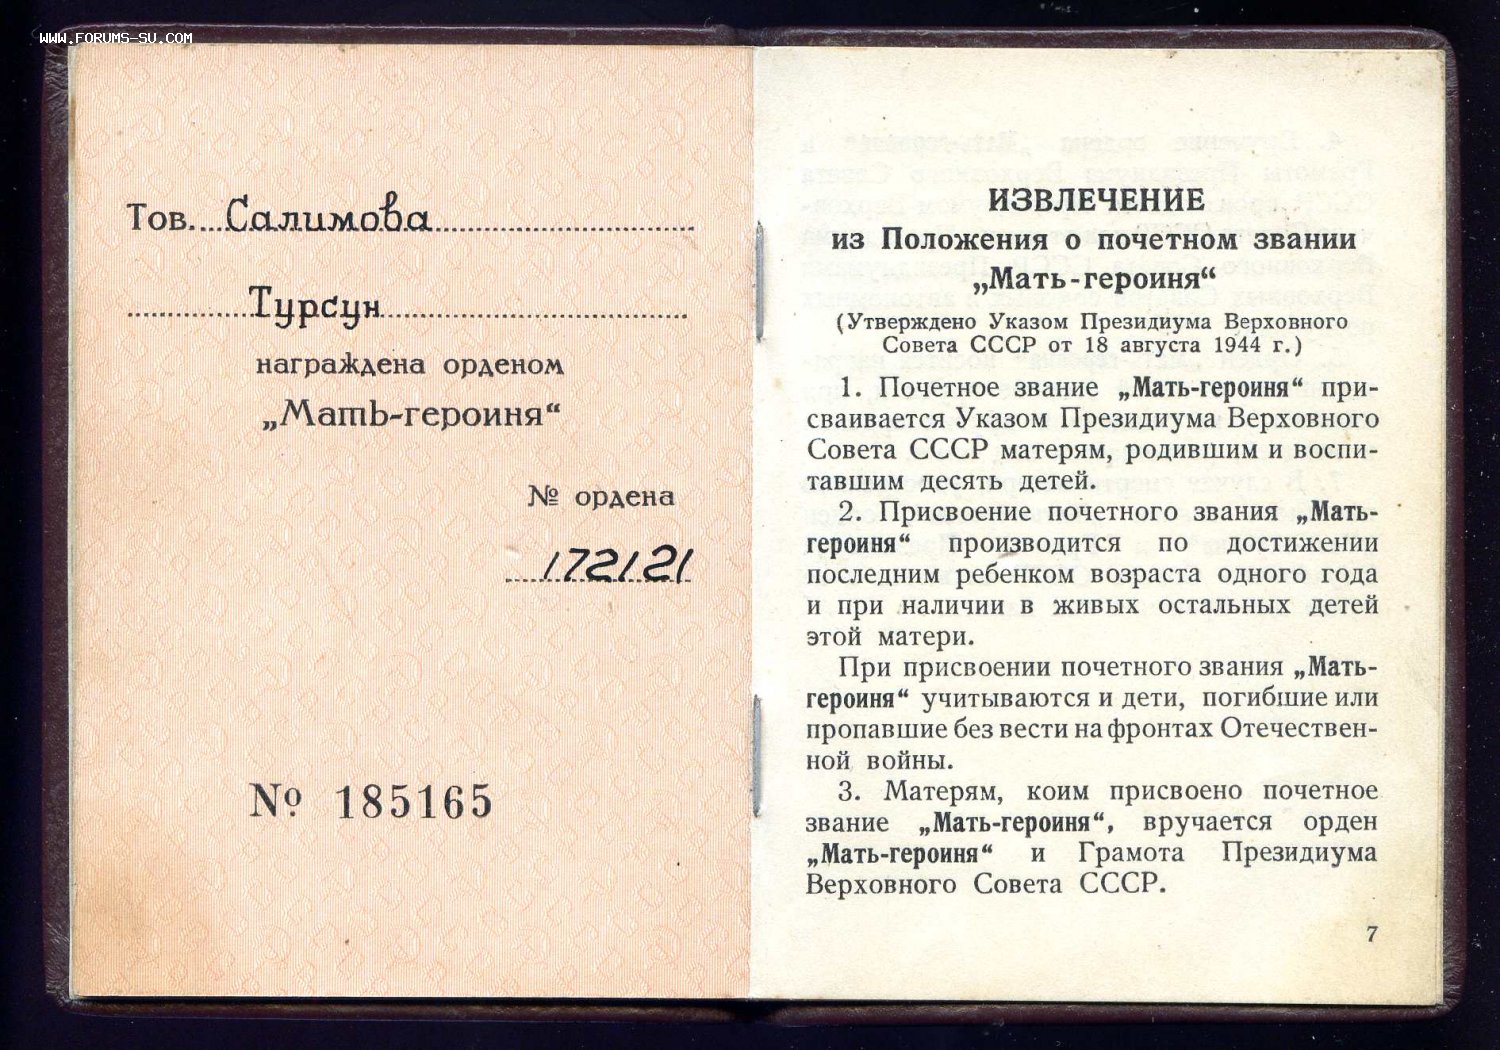 WWW.FORUMS-SU.COM
Тов. Салимова
Турсун
награждена орденом
„Мать-героиня“
№ ордена
172121
№ 185165
ИЗВЛЕЧЕНИЕ
из Положения о почетном звании
„Мать-героиня“
(Утверждено Указом Президиума Верховного
Совета СССР от 18 августа 1944 г.)
1. Почетное звание „Мать-героиня“ при-
сваивается Указом Президиума Верховного
Совета СССР матерям, родившим и воспи-
тавшим десять детей.
2. Присвоение почетного звания „Мать-
героиня“ производится по достижении
последним ребенком возраста одного года
и при наличии в живых остальных детей
этой матери.
При присвоении почетного звания „Мать-
героиня“ учитываются и дети, погибшие или
пропавшие без вести на фронтах Отечествен-
ной войны.
3. Матерям, коим присвоено почетное
звание „Мать-героиня“, вручается орден
„Мать-героиня“ и Грамота Президиума
Верховного Совета СССР.
7